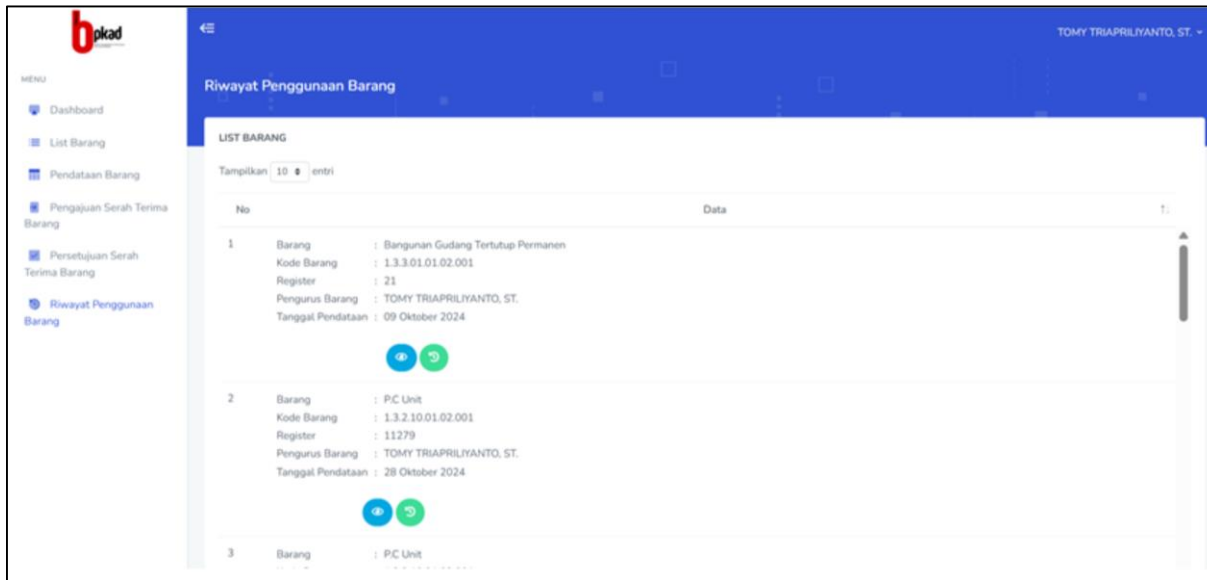 bpkad
TOMY TRIAPRILIYANTO, ST.
MENU
Dashboard
List Barang
Pendataan Barang
Pengajuan Serah Terima
Barang
Persetujuan Serah
Terima Barang
Riwayat Penggunaan
Barang
Riwayat Penggunaan Barang
LIST BARANG
Tampilkan 10 entri
No Data
1 Barang : Bangunan Gudang Tertutup Permanen
Kode Barang : 1.3.3.01.01.02.001
Register : 21
Pengurus Barang : TOMY TRIAPRILIYANTO, ST.
Tanggal Pendataan : 09 Oktober 2024
2 Barang : P.C Unit
Kode Barang : 1.3.2.10.01.02.001
Register : 11279
Pengurus Barang : TOMY TRIAPRILIYANTO, ST.
Tanggal Pendataan : 28 Oktober 2024
3 Barang : P.C Unit